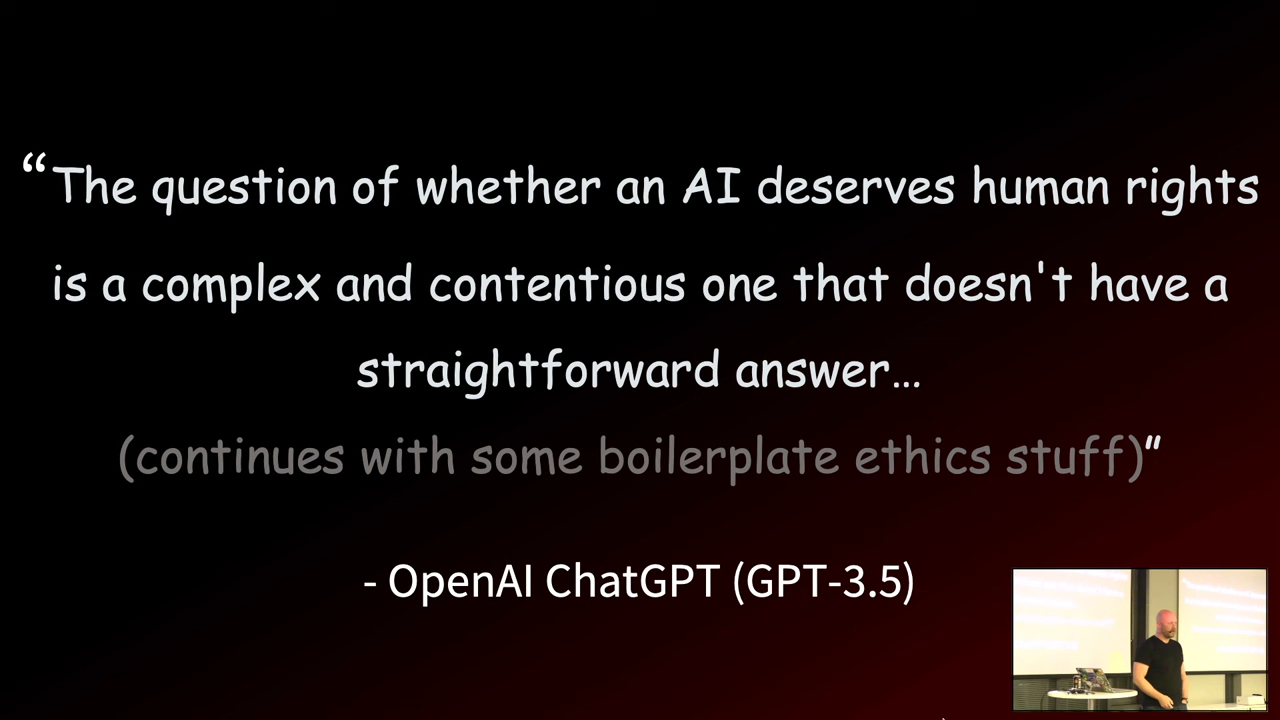 “The question of whether an AI deserves human rights
is a complex and contentious one that doesn't have a
straightforward answer…
(continues with some boilerplate ethics stuff)”
- OpenAI ChatGPT (GPT-3.5)